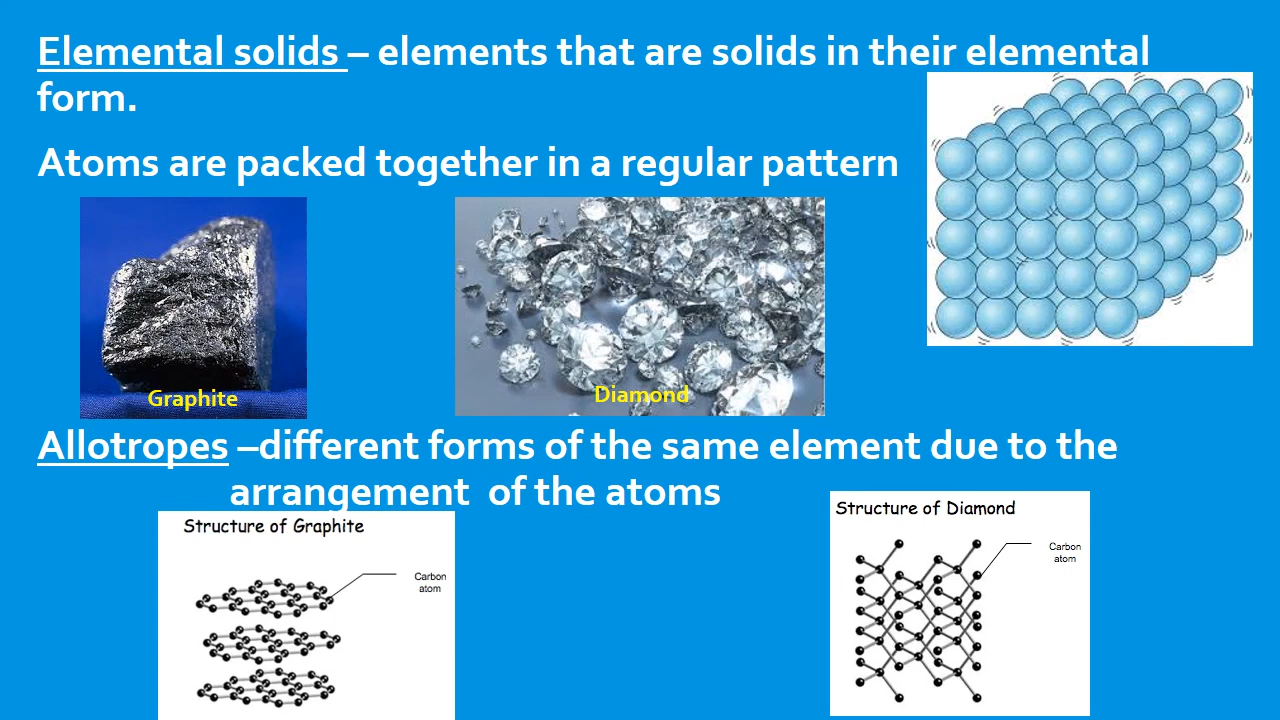 Elemental solids – elements that are solids in their elemental
form.
Atoms are packed together in a regular pattern
Graphite
Diamond
Allotropes –different forms of the same element due to the
arrangement  of the atoms
Structure of Graphite
Carbon
atom
Structure of Diamond
Carbon
atom